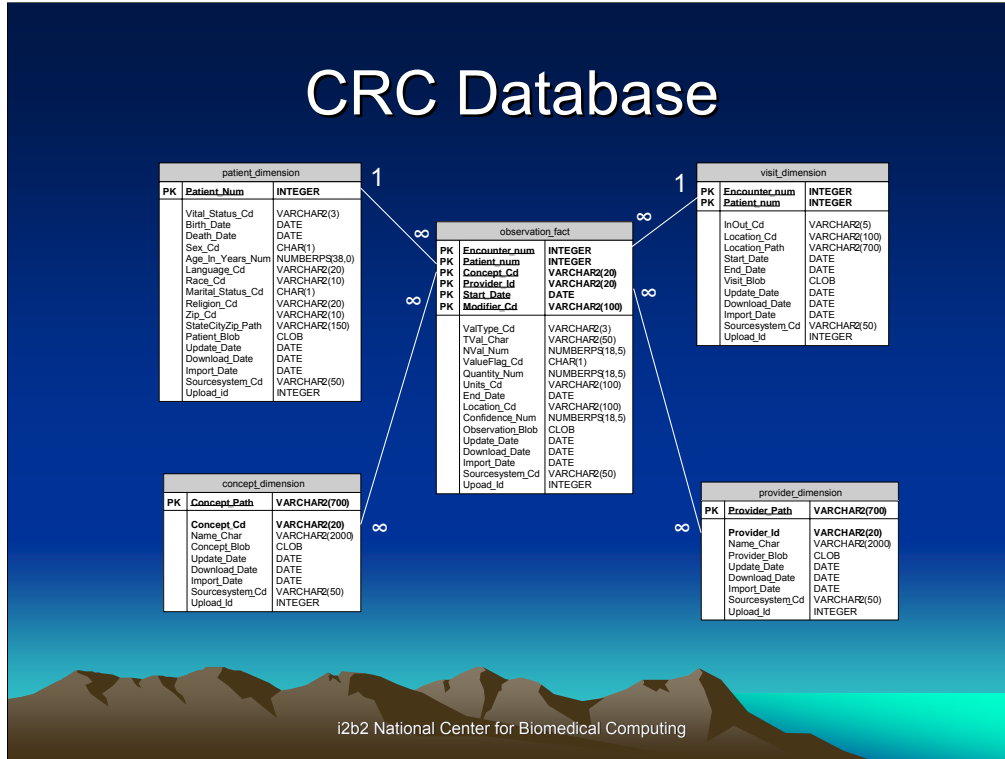 CRC Database
patient_dimension
PK Patient_Num INTEGER
Vital_Status_Cd VARCHAR2(3)
Birth_Date DATE
Death_Date DATE
Sex_Cd CHAR(1)
Age_In_Years_Num NUMBERPS(38,0)
Language_Cd VARCHAR2(20)
Race_Cd VARCHAR2(10)
Marital_Status_Cd CHAR(1)
Religion_Cd VARCHAR2(20)
Zip_Cd VARCHAR2(10)
StateCityZip_Path VARCHAR2(150)
Patient_Blob CLOB
Update_Date DATE
Download_Date DATE
Import_Date DATE
Sourcesystem_Cd VARCHAR2(50)
Upload_id INTEGER
1
∞
∞
observation_fact
PK Encounter_num INTEGER
PK Patient_num INTEGER
PK Concept_Cd VARCHAR2(20)
PK Provider_Id VARCHAR2(20)
PK Start_Date DATE
PK Modifier_Cd VARCHAR2(100)
ValType_Cd VARCHAR2(3)
TVal_Char VARCHAR2(50)
NVal_Num NUMBERPS(18,5)
ValueFlag_Cd CHAR(1)
Quantity_Num NUMBERPS(18,5)
Units_Cd VARCHAR2(100)
End_Date DATE
Location_Cd VARCHAR2(100)
Confidence_Num NUMBERPS(18,5)
Observation_Blob CLOB
Update_Date DATE
Download_Date DATE
Import_Date DATE
Sourcesystem_Cd VARCHAR2(50)
Upoad_Id INTEGER
1
∞
∞
visit_dimension
PK Encounter_num INTEGER
PK Patient_num INTEGER
InOut_Cd VARCHAR2(5)
Location_Cd VARCHAR2(100)
Location_Path VARCHAR2(700)
Start_Date DATE
End_Date DATE
Visit_Blob CLOB
Update_Date DATE
Download_Date DATE
Import_Date DATE
Sourcesystem_Cd VARCHAR2(50)
Upload_Id INTEGER
concept_dimension
PK Concept_Path VARCHAR2(700)
Concept_Cd VARCHAR2(20)
Name_Char VARCHAR2(2000)
Concept_Blob CLOB
Update_Date DATE
Download_Date DATE
Import_Date DATE
Sourcesystem_Cd VARCHAR2(50)
Upload_Id INTEGER
∞
∞
provider_dimension
PK Provider_Path VARCHAR2(700)
Provider_Id VARCHAR2(20)
Name_Char VARCHAR2(2000)
Provider_Blob CLOB
Update_Date DATE
Download_Date DATE
Import_Date DATE
Sourcesystem_Cd VARCHAR2(50)
Upload_Id INTEGER
i2b2 National Center for Biomedical Computing